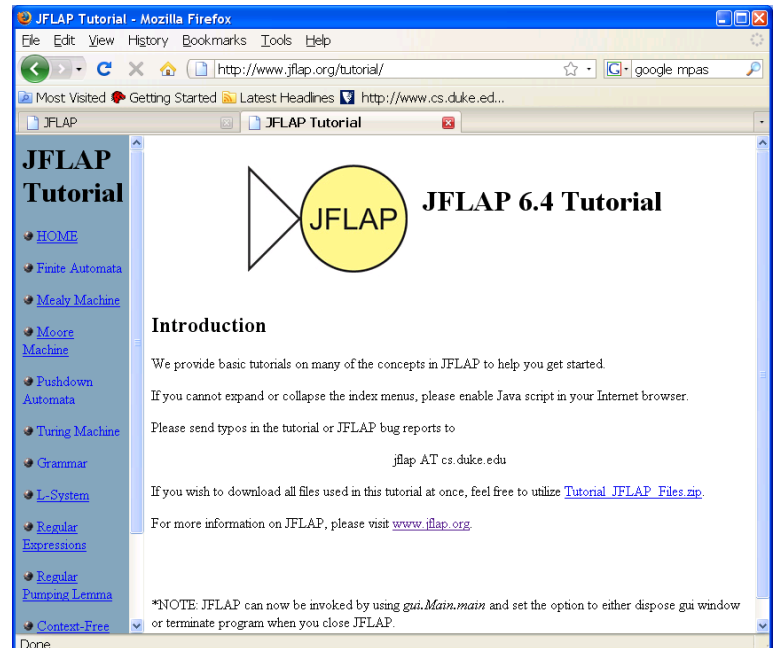 JFLAP Tutorial - Mozilla Firefox
File Edit View History Bookmarks Tools Help
http://www.jflap.org/tutorial/
G google mpas
Most Visited Getting Started Latest Headlines http://www.cs.duke.ed...
JFLAP
JFLAP Tutorial
JFLAP
Tutorial
HOME
Finite Automata
Mealy Machine
Moore
Machine
Pushdown
Automata
Turing Machine
Grammar
L-System
Regular
Expressions
Regular
Pumping Lemma
Context-Free
JFLAP
JFLAP 6.4 Tutorial
Introduction
We provide basic tutorials on many of the concepts in JFLAP to help you get started.
If you cannot expand or collapse the index menus, please enable Java script in your Internet browser.
Please send typos in the tutorial or JFLAP bug reports to
jflap AT cs.duke.edu
If you wish to download all files used in this tutorial at once, feel free to utilize Tutorial_JFLAP_Files.zip.
For more information on JFLAP, please visit www.jflap.org.
*NOTE: JFLAP can now be invoked by using gui.Main.main and set the option to either dispose gui window
or terminate program when you close JFLAP.
Done